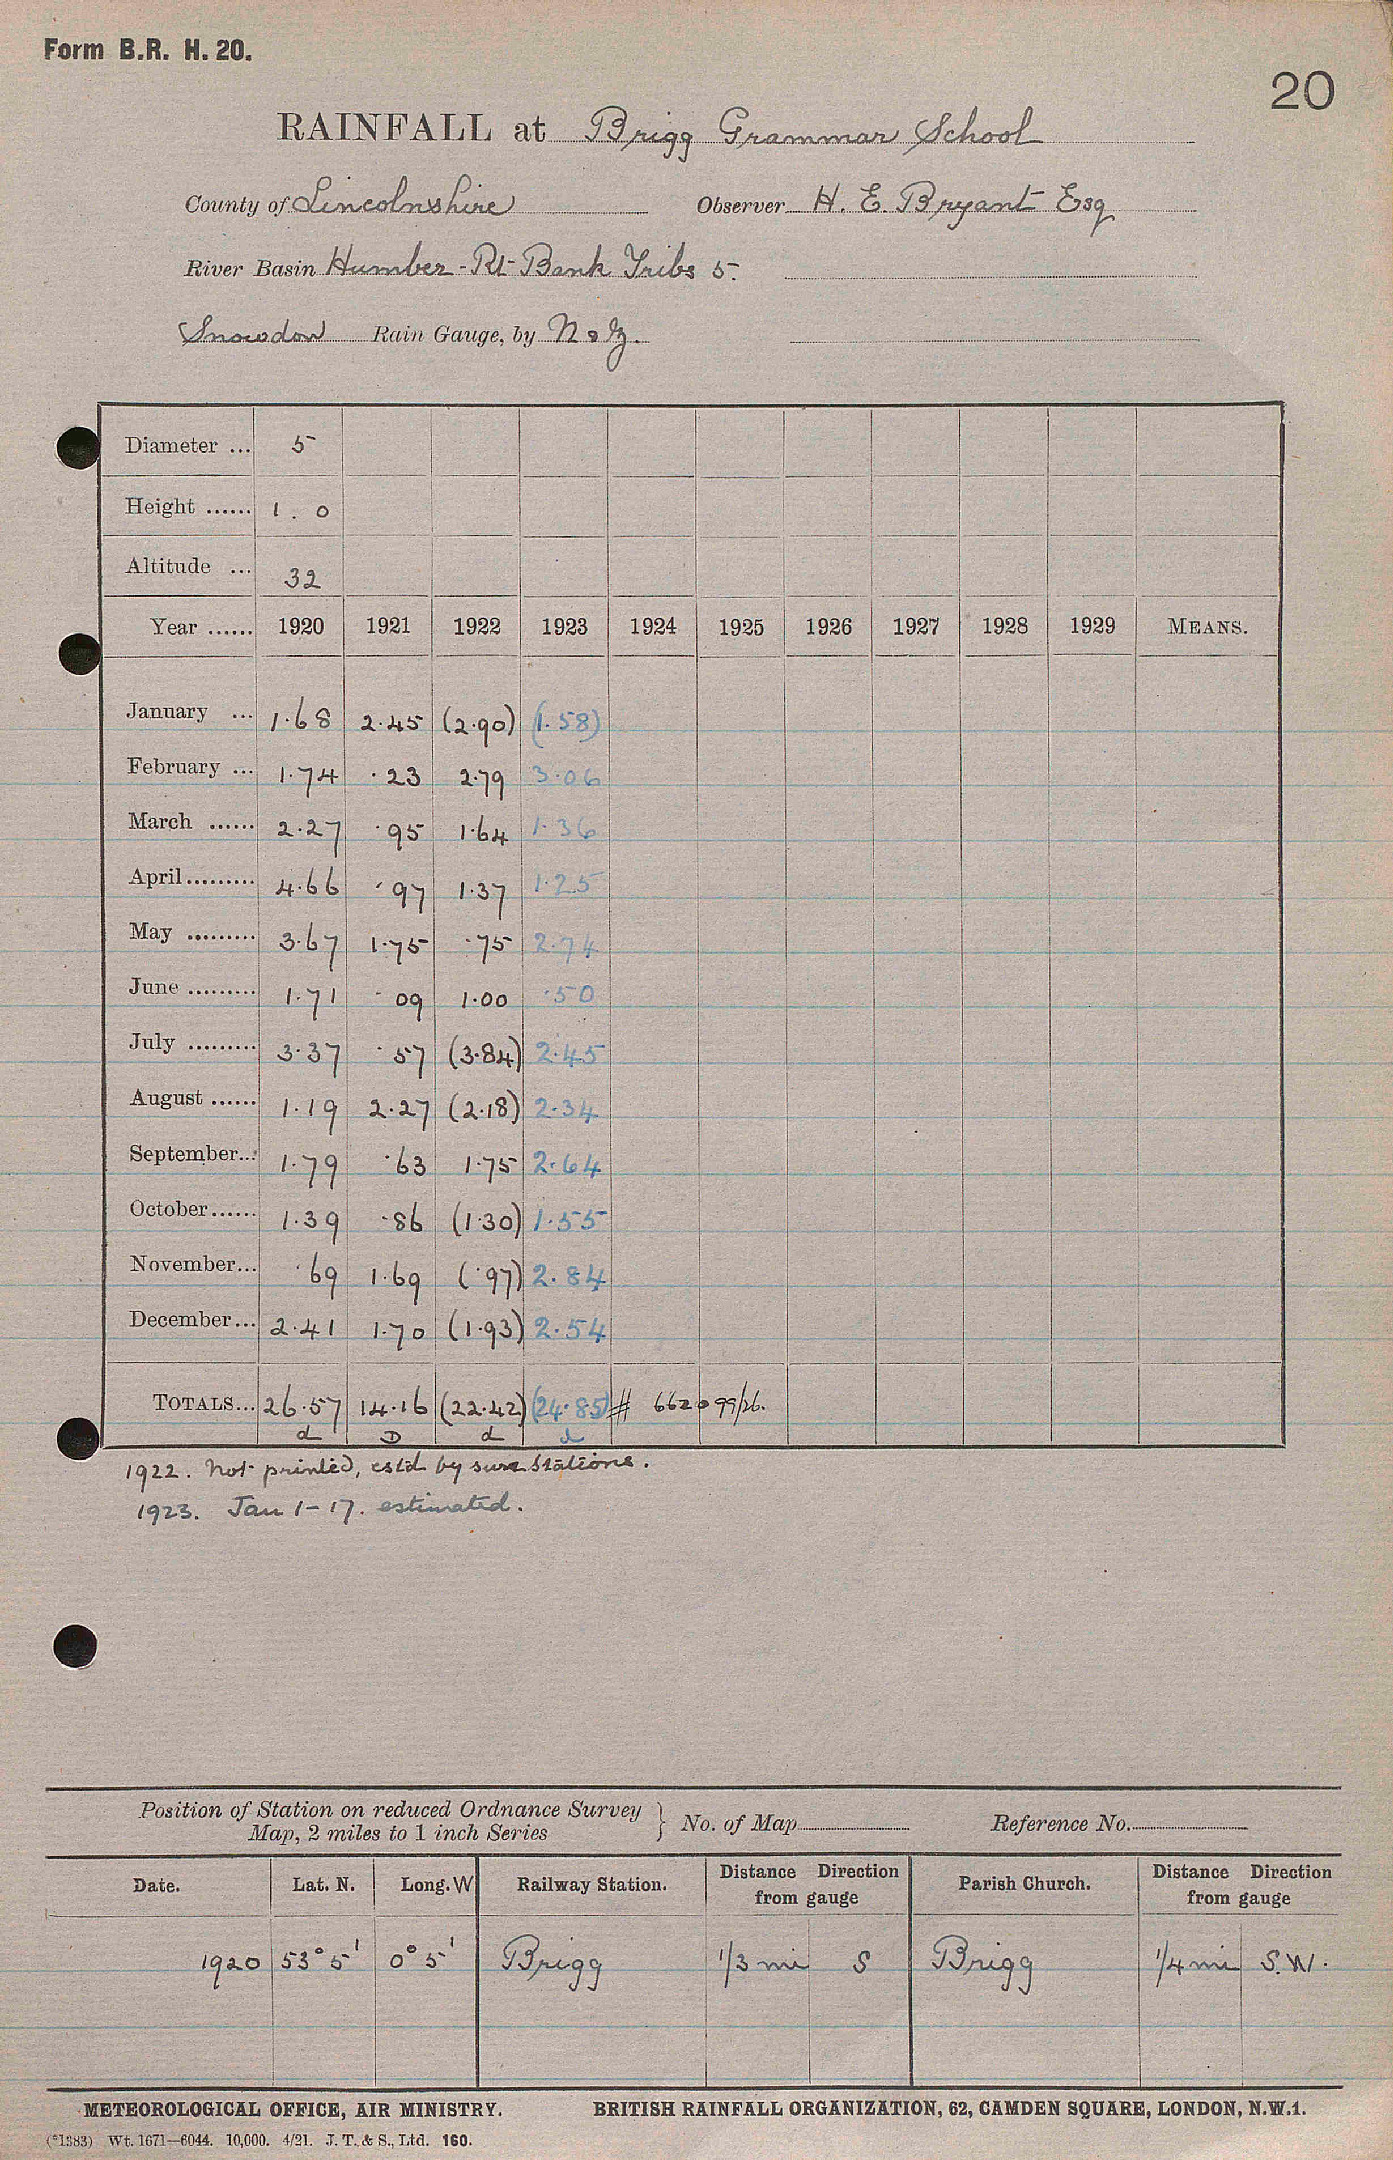 Form B.R. H. 20.
20
RAINFALL at Brigg Grammar School
County of Lincolnshire Observer H. E. Bryant Esq
River Basin Humber - Rt Bank Tribs 5.
Snowdon Rain Gauge, by N & Z.
Diameter ... 5
Height ...... 1 . 0
Altitude ... 32
Year ...... 1920 1921 1922 1923 1924 1925 1926 1927 1928 1929 MEANS.
January ... 1.68 2.45 (2.90) (1.58)
February ... 1.74 .23 2.79 3.06
March ...... 2.27 .95 1.64 1.36
April ......... 4.66 .97 1.37 1.25
May ......... 3.67 1.75 .75 2.74
June ......... 1.71 .09 1.00 .50
July ......... 3.37 .57 (3.84) 2.45
August ...... 1.19 2.27 (2.18) 2.34
September... 1.79 .63 1.75 2.64
October...... 1.39 .86 (1.30) 1.55
November... .69 1.69 (.97) 2.84
December... 2.41 1.70 (1.93) 2.54
TOTALS... 26.57 14.16 (22.42) (24.85) # 662099/26.
d D d d
1922. Not printed, estd by surr stations.
1923. Jan 1-17. estimated.
Position of Station on reduced Ordnance Survey Map, 2 miles to 1 inch Series } No. of Map Reference No.
Date. Lat. N. Long. W Railway Station. Distance Direction from gauge Parish Church. Distance Direction from gauge
1920 53° 5' 0° 5' Brigg 1/3 mi S Brigg 1/4 mi S.W.
METEOROLOGICAL OFFICE, AIR MINISTRY. BRITISH RAINFALL ORGANIZATION, 62, CAMDEN SQUARE, LONDON, N.W.1.
(*1383) Wt. 1671—6044. 10,000. 4/21. J. T. & S., Ltd. 160.